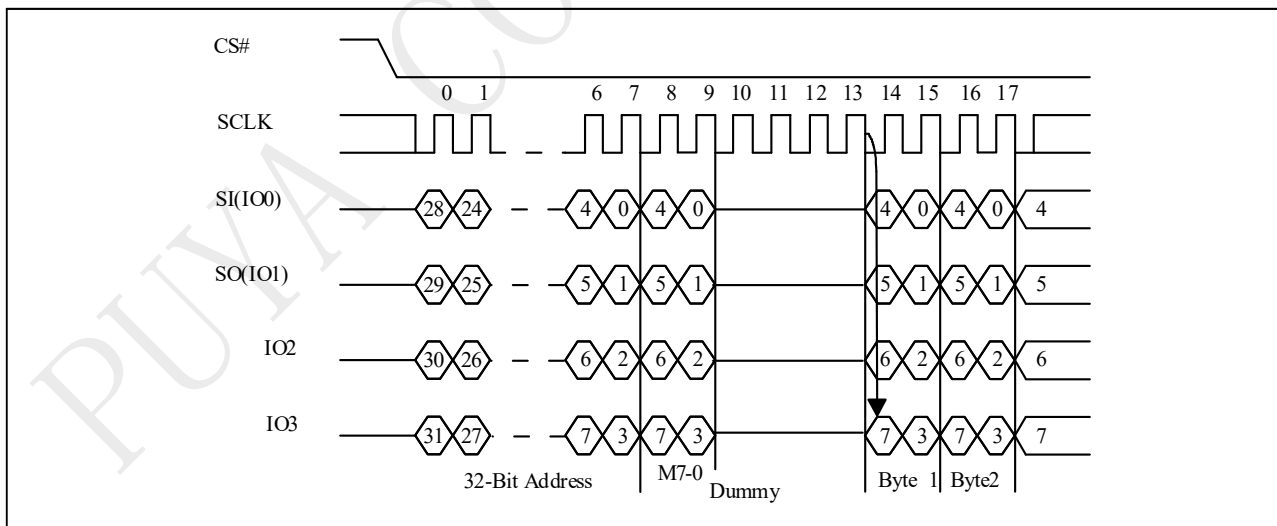 CS#
0 1 6 7 8 9 10 11 12 13 14 15 16 17
SCLK
SI(IO0) 28 24 4 0 4 0 4 0 4 0 4
SO(IO1) 29 25 5 1 5 1 5 1 5 1 5
IO2 30 26 6 2 6 2 6 2 6 2 6
IO3 31 27 7 3 7 3 7 3 7 3 7
32-Bit Address M7-0 Dummy Byte 1 Byte2
PUYA CO